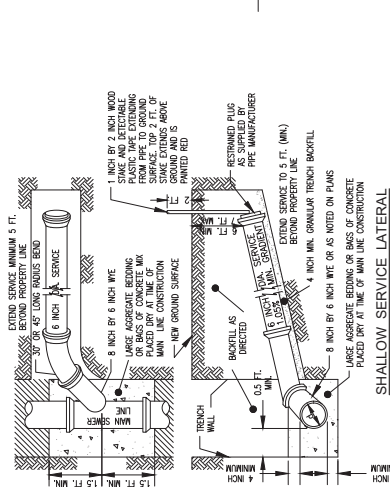 EXTEND SERVICE MINIMUM 5 FT.
BEYOND PROPERTY LINE
30° OR 45° LONG RADIUS BEND
6 INCH DIA. SERVICE
MAIN SEWER
LINE
8 INCH BY 6 INCH WYE
LARGE AGGREGATE BEDDING
OR BAGS OF CONCRETE MIX
PLACED DRY AT TIME OF
MAIN LINE CONSTRUCTION
1.5 FT. MIN.
1.5 FT. MIN.
1 INCH BY 2 INCH WOOD
STAKE AND DETECTABLE
PLASTIC TAPE EXTENDING
FROM PIPE TO GROUND
SURFACE. TOP 2 FT. OF
STAKE EXTENDS ABOVE
GROUND AND IS
PAINTED RED
NEW GROUND SURFACE
2 FT.
BACKFILL AS
DIRECTED
RESTRAINED PLUG
AS SUPPLIED BY
PIPE MANUFACTURER
6 INCH DIA. SERVICE
MIN. GRADIENT
TRENCH
WALL
0.5 FT.
MIN.
EXTEND SERVICE TO 5 FT. (MIN.)
BEYOND PROPERTY LINE
4 INCH MIN. GRANULAR TRENCH BACKFILL
8 INCH BY 6 INCH WYE OR AS NOTED ON PLANS
LARGE AGGREGATE BEDDING OR BAGS OF CONCRETE
PLACED DRY AT TIME OF MAIN LINE CONSTRUCTION
4 INCH
MINIMUM
INCH
MINIMUM
SHALLOW SERVICE LATERAL